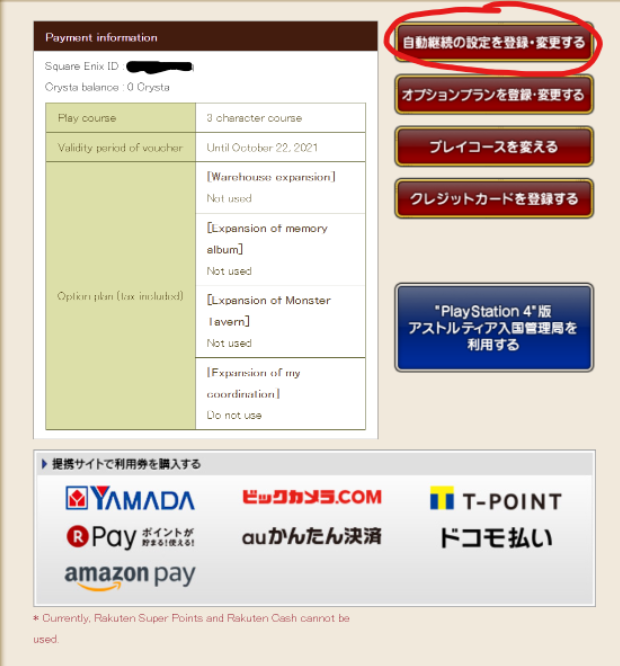 Payment information
Square Enix ID :
Crysta balance : 0 Crysta
Play course
3 character course
Validity period of voucher
Until October 22, 2021
Option plan (tax included)
[Warehouse expansion]
Not used
[Expansion of memory
album]
Not used
[Expansion of Monster
Tavern]
Not used
[Expansion of my
coordination]
Do not use
自動継続の設定を登録・変更する
オプションプランを登録・変更する
プレイコースを変える
クレジットカードを登録する
"PlayStation 4"版
アストルティア入国管理局を
利用する
提携サイトで利用券を購入する
YAMADA
ビックカメラ.COM
T-POINT
R Pay ポイントが
貯まる!使える!
auかんたん決済
ドコモ払い
amazon pay
* Currently, Rakuten Super Points and Rakuten Cash cannot be
used.